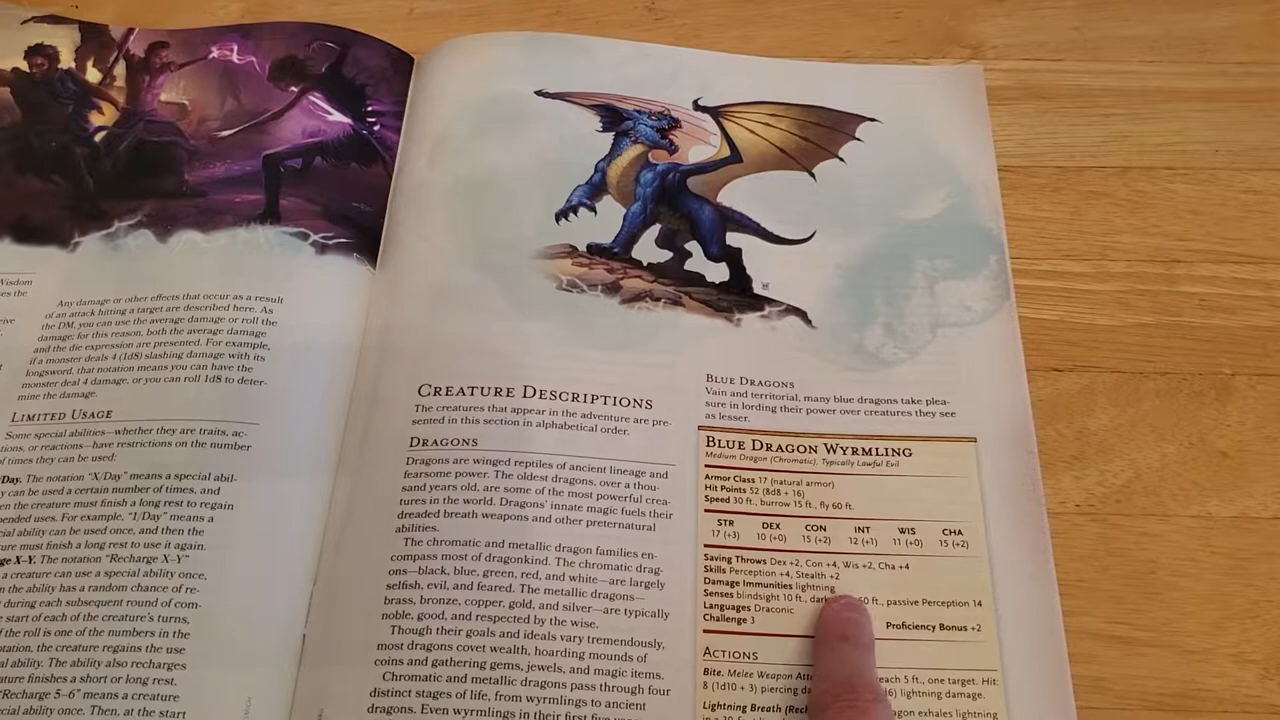 Wisdom
es the
eive
Any damage or other effects that occur as a result
of an attack hitting a target are described here. As
the DM, you can use the average damage or roll the
damage; for this reason, both the average damage
and the die expression are presented. For example,
if a monster deals 4 (1d8) slashing damage with its
longsword, that notation means you can have the
monster deal 4 damage, or you can roll 1d8 to deter-
mine the damage.
LIMITED USAGE
Some special abilities—whether they are traits, ac-
tions, or reactions—have restrictions on the number
of times they can be used:
/Day. The notation "X/Day" means a special abil-
y can be used a certain number of times, and
en the creature must finish a long rest to regain
pended uses. For example, "1/Day" means a
cial ability can be used once, and then the
ure must finish a long rest to use it again.
ge X–Y. The notation "Recharge X–Y"
a creature can use a special ability once,
n the ability has a random chance of re-
during each subsequent round of com-
e start of each of the creature's turns,
f the roll is one of the numbers in the
otation, the creature regains the use
al ability. The ability also recharges
ature finishes a short or long rest.
"Recharge 5–6" means a creature
cial ability once. Then, at the start
CREATURE DESCRIPTIONS
The creatures that appear in the adventure are pre-
sented in this section in alphabetical order.
DRAGONS
Dragons are winged reptiles of ancient lineage and
fearsome power. The oldest dragons, over a thou-
sand years old, are some of the most powerful crea-
tures in the world. Dragons' innate magic fuels their
dreaded breath weapons and other preternatural
abilities.
The chromatic and metallic dragon families en-
compass most of dragonkind. The chromatic drag-
ons—black, blue, green, red, and white—are largely
selfish, evil, and feared. The metallic dragons—
brass, bronze, copper, gold, and silver—are typically
noble, good, and respected by the wise.
Though their goals and ideals vary tremendously,
most dragons covet wealth, hoarding mounds of
coins and gathering gems, jewels, and magic items.
Chromatic and metallic dragons pass through four
distinct stages of life, from wyrmlings to ancient
dragons. Even wyrmlings in their first five years
BLUE DRAGONS
Vain and territorial, many blue dragons take plea-
sure in lording their power over creatures they see
as lesser.
BLUE DRAGON WYRMLING
Medium Dragon (Chromatic), Typically Lawful Evil
Armor Class 17 (natural armor)
Hit Points 52 (8d8 + 16)
Speed 30 ft., burrow 15 ft., fly 60 ft.
STR DEX CON INT WIS CHA
17 (+3) 10 (+0) 15 (+2) 12 (+1) 11 (+0) 15 (+2)
Saving Throws Dex +2, Con +4, Wis +2, Cha +4
Skills Perception +4, Stealth +2
Damage Immunities lightning
Senses blindsight 10 ft., dark 60 ft., passive Perception 14
Languages Draconic
Challenge 3 Proficiency Bonus +2
ACTIONS
Bite. Melee Weapon Atta reach 5 ft., one target. Hit:
8 (1d10 + 3) piercing da 6) lightning damage.
Lightning Breath (Rech agon exhales lightning